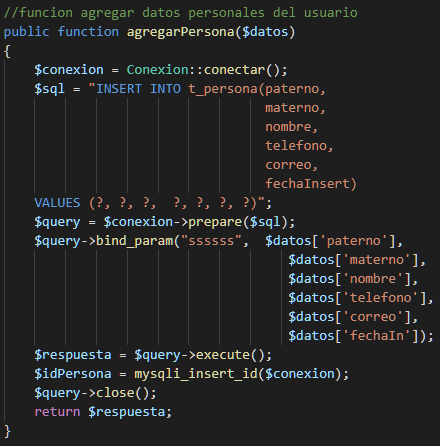 //funcion agregar datos personales del usuario
public function agregarPersona($datos)
{
    $conexion = Conexion::conectar();
    $sql = "INSERT INTO t_persona(paterno,
                                  materno,
                                  nombre,
                                  telefono,
                                  correo,
                                  fechaInsert)
    VALUES (?, ?, ?,  ?, ?, ?, ?)";
    $query = $conexion->prepare($sql);
    $query->bind_param("ssssss",  $datos['paterno'],
                                  $datos['materno'],
                                  $datos['nombre'],
                                  $datos['telefono'],
                                  $datos['correo'],
                                  $datos['fechaIn']);
    $respuesta = $query->execute();
    $idPersona = mysqli_insert_id($conexion);
    $query->close();
    return $respuesta;
}